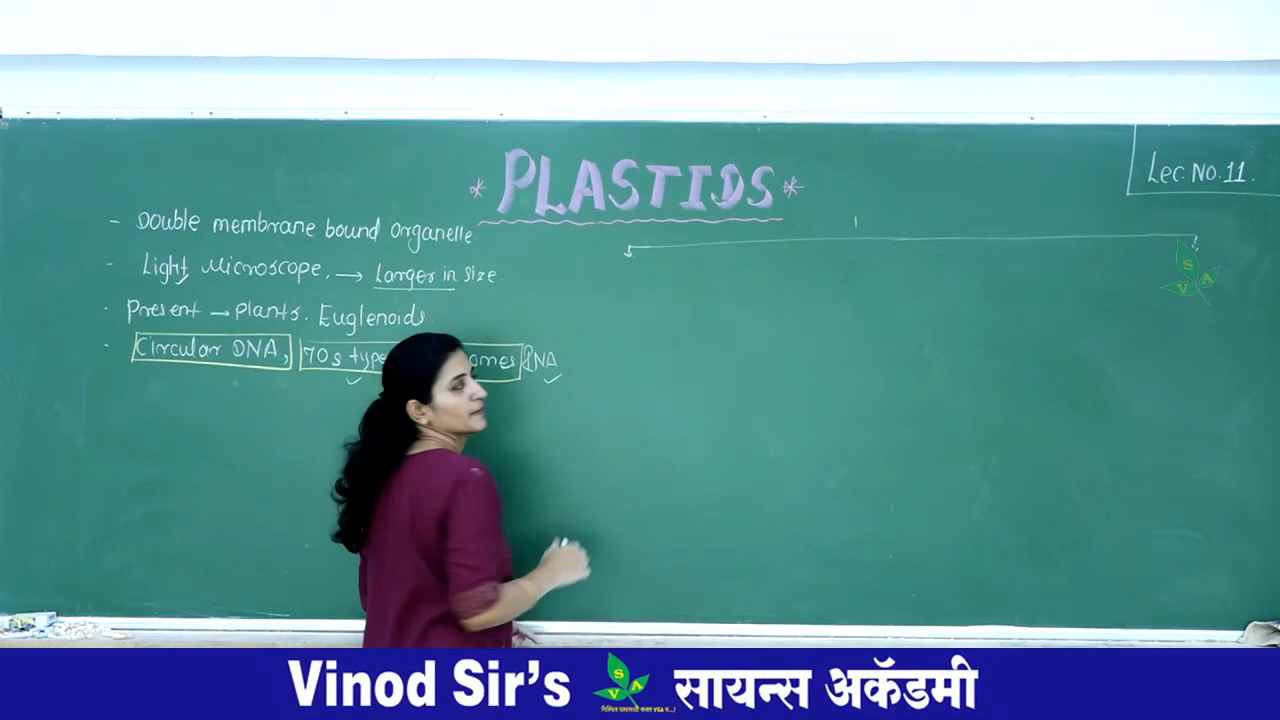 * PLASTIDS *
Lec. No. 11.
- Double membrane bound organelle.
- Light Microscope. → Larger in size.
- Present → Plants. Euglenoids.
- Circular DNA, 70s type RNA
S
V A
Vinod Sir's सायन्स अकॅडमी
S
V A